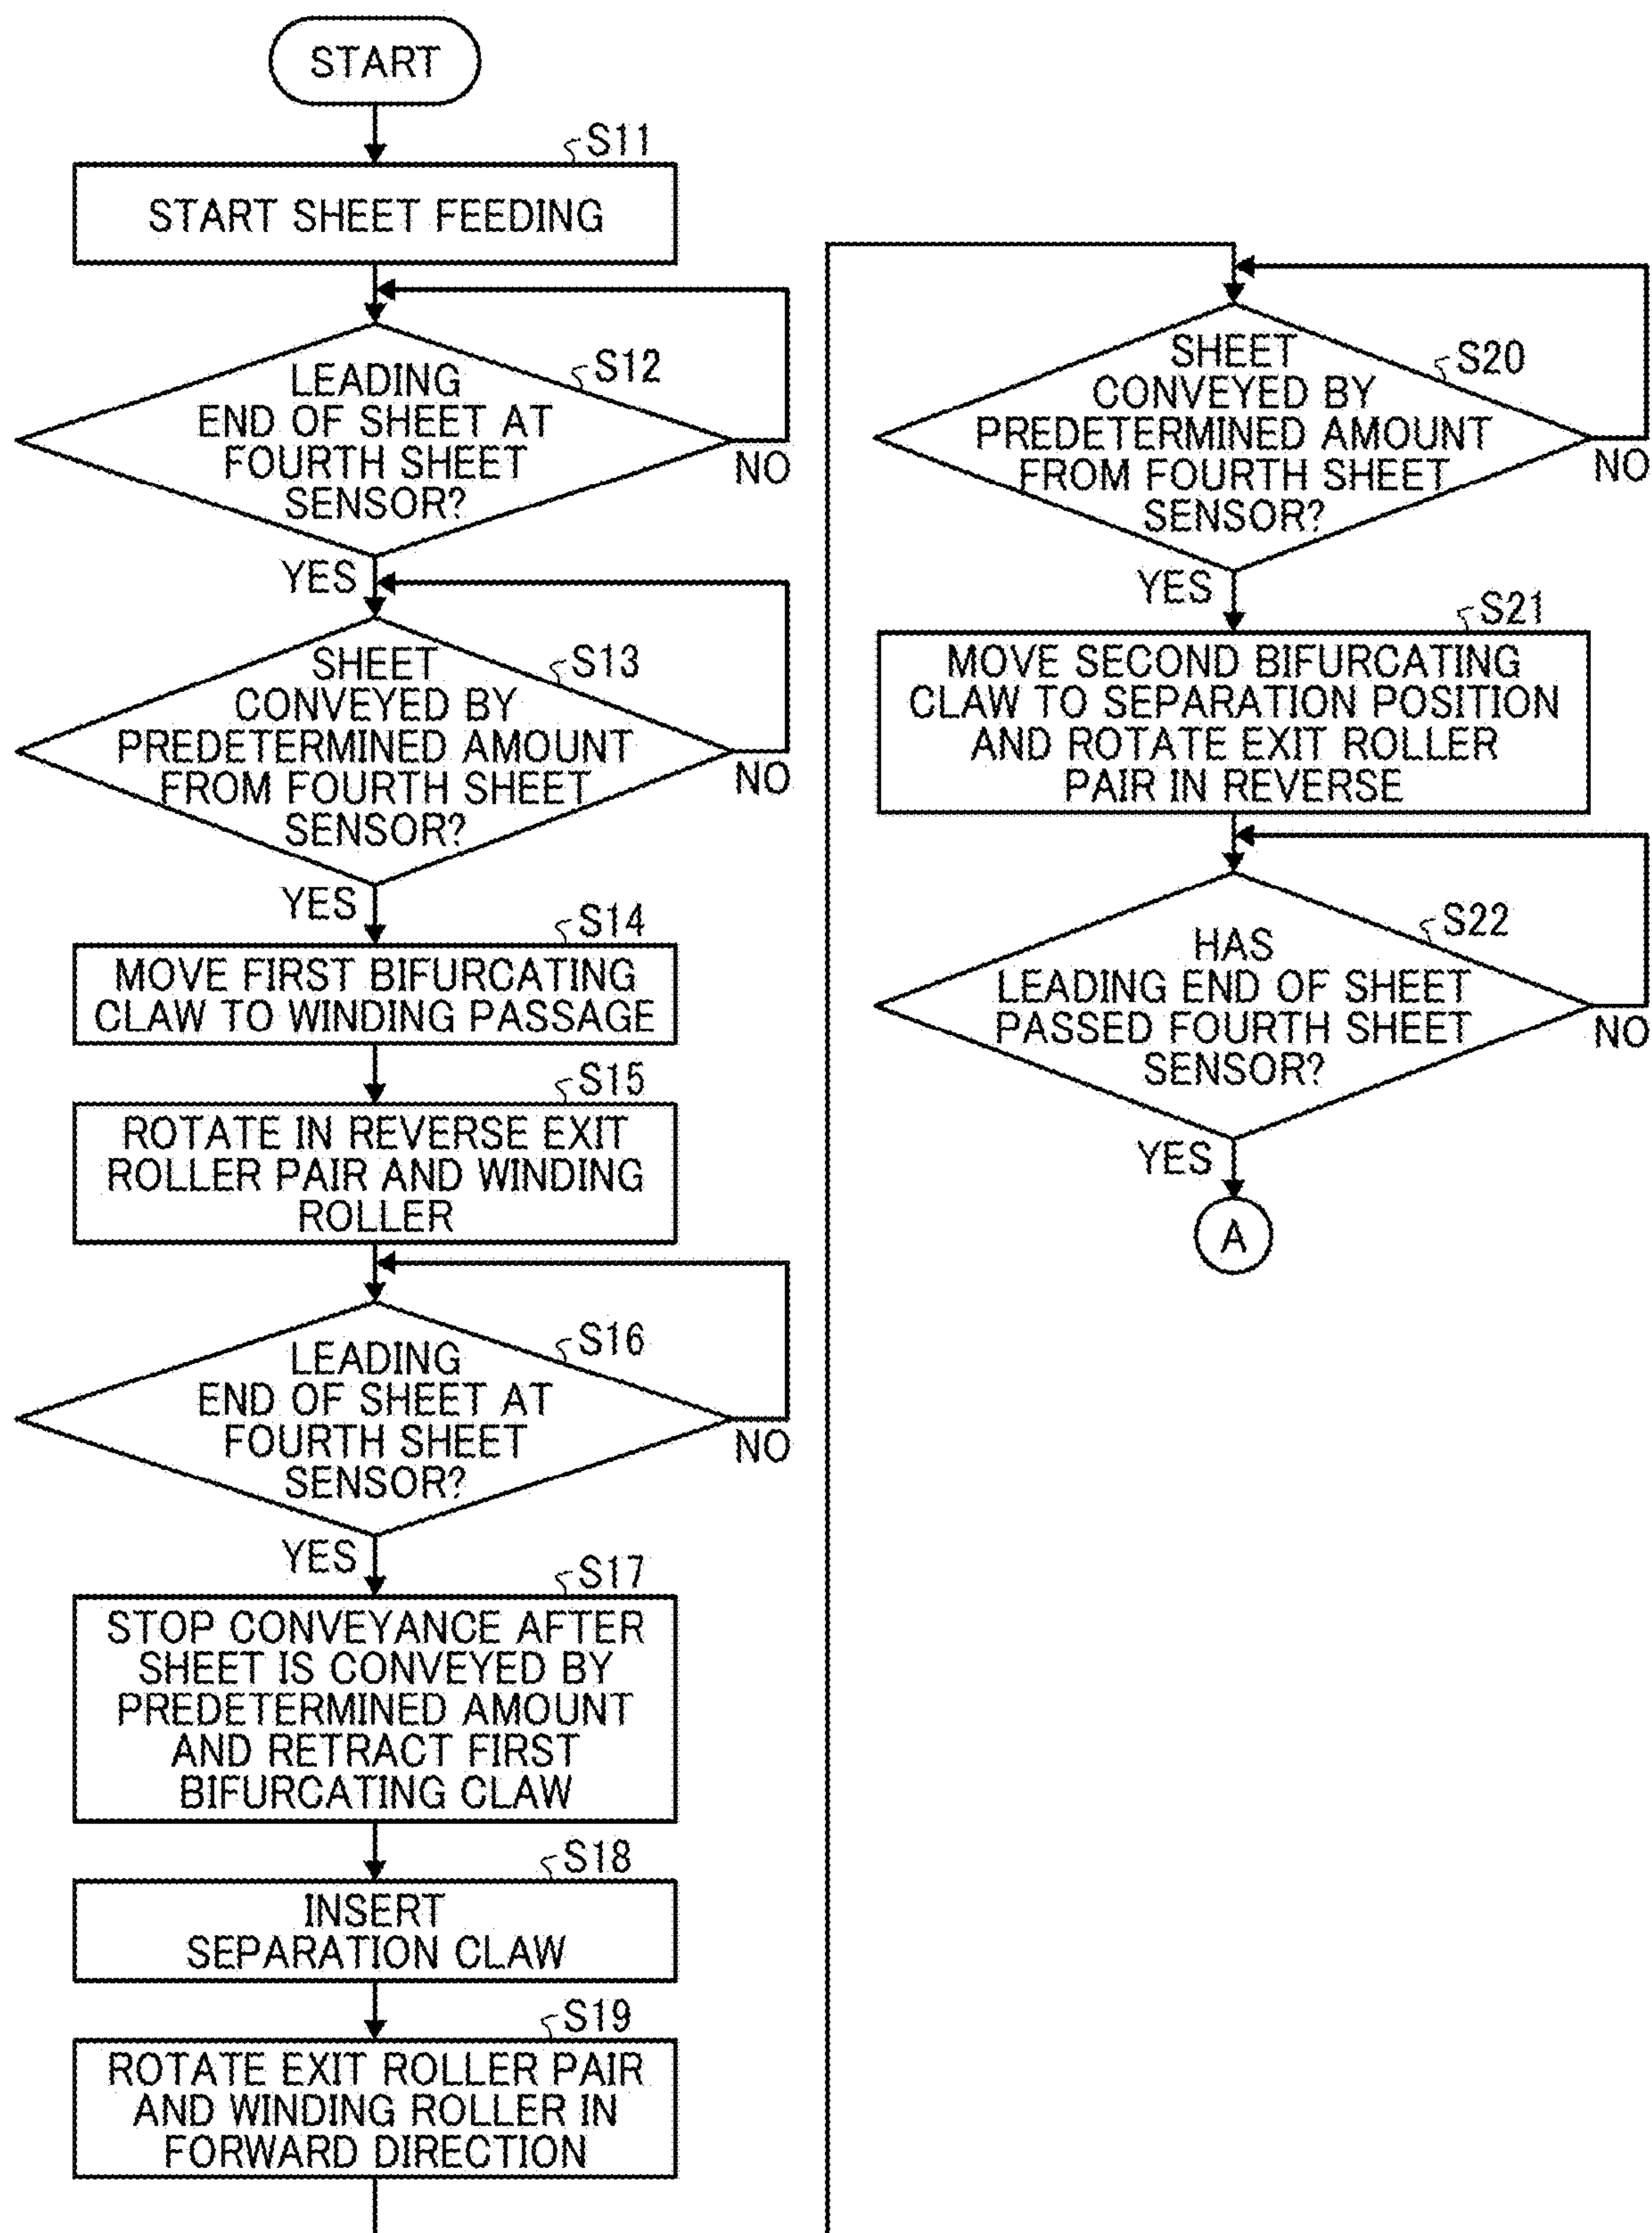 START
S11
START SHEET FEEDING
S12
LEADING
END OF SHEET AT
FOURTH SHEET
SENSOR?
NO
YES
S13
SHEET
CONVEYED BY
PREDETERMINED AMOUNT
FROM FOURTH SHEET
SENSOR?
NO
YES
S14
MOVE FIRST BIFURCATING
CLAW TO WINDING PASSAGE
S15
ROTATE IN REVERSE EXIT
ROLLER PAIR AND WINDING
ROLLER
S16
LEADING
END OF SHEET AT
FOURTH SHEET
SENSOR?
NO
YES
S17
STOP CONVEYANCE AFTER
SHEET IS CONVEYED BY
PREDETERMINED AMOUNT
AND RETRACT FIRST
BIFURCATING CLAW
S18
INSERT
SEPARATION CLAW
S19
ROTATE EXIT ROLLER PAIR
AND WINDING ROLLER IN
FORWARD DIRECTION
S20
SHEET
CONVEYED BY
PREDETERMINED AMOUNT
FROM FOURTH SHEET
SENSOR?
NO
YES
S21
MOVE SECOND BIFURCATING
CLAW TO SEPARATION POSITION
AND ROTATE EXIT ROLLER
PAIR IN REVERSE
S22
HAS
LEADING END OF SHEET
PASSED FOURTH SHEET
SENSOR?
NO
YES
A